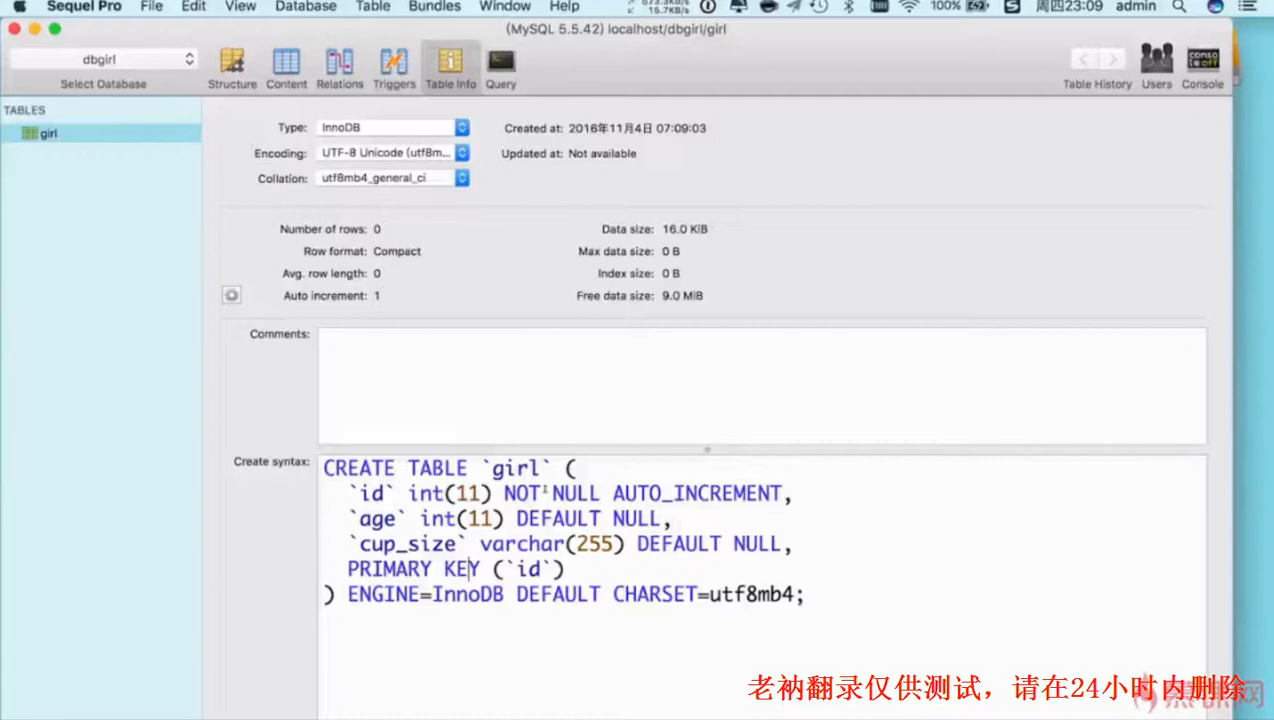 Sequel Pro File Edit View Database Table Bundles Window Help 15.7KB/s 100% 周四23:09 admin
(MySQL 5.5.42) localhost/dbgirl/girl
dbgirl
Select Database Structure Content Relations Triggers Table Info Query Table History Users Console
TABLES
girl
Type: InnoDB Created at: 2016年11月4日 07:09:03
Encoding: UTF-8 Unicode (utf8m... Updated at: Not available
Collation: utf8mb4_general_ci
Number of rows: 0 Data size: 16.0 KiB
Row format: Compact Max data size: 0 B
Avg. row length: 0 Index size: 0 B
Auto increment: 1 Free data size: 9.0 MiB
Comments:
Create syntax: CREATE TABLE `girl` (
`id` int(11) NOT NULL AUTO_INCREMENT,
`age` int(11) DEFAULT NULL,
`cup_size` varchar(255) DEFAULT NULL,
PRIMARY KEY (`id`)
) ENGINE=InnoDB DEFAULT CHARSET=utf8mb4;
老衲翻录仅供测试，请在24小时内删除